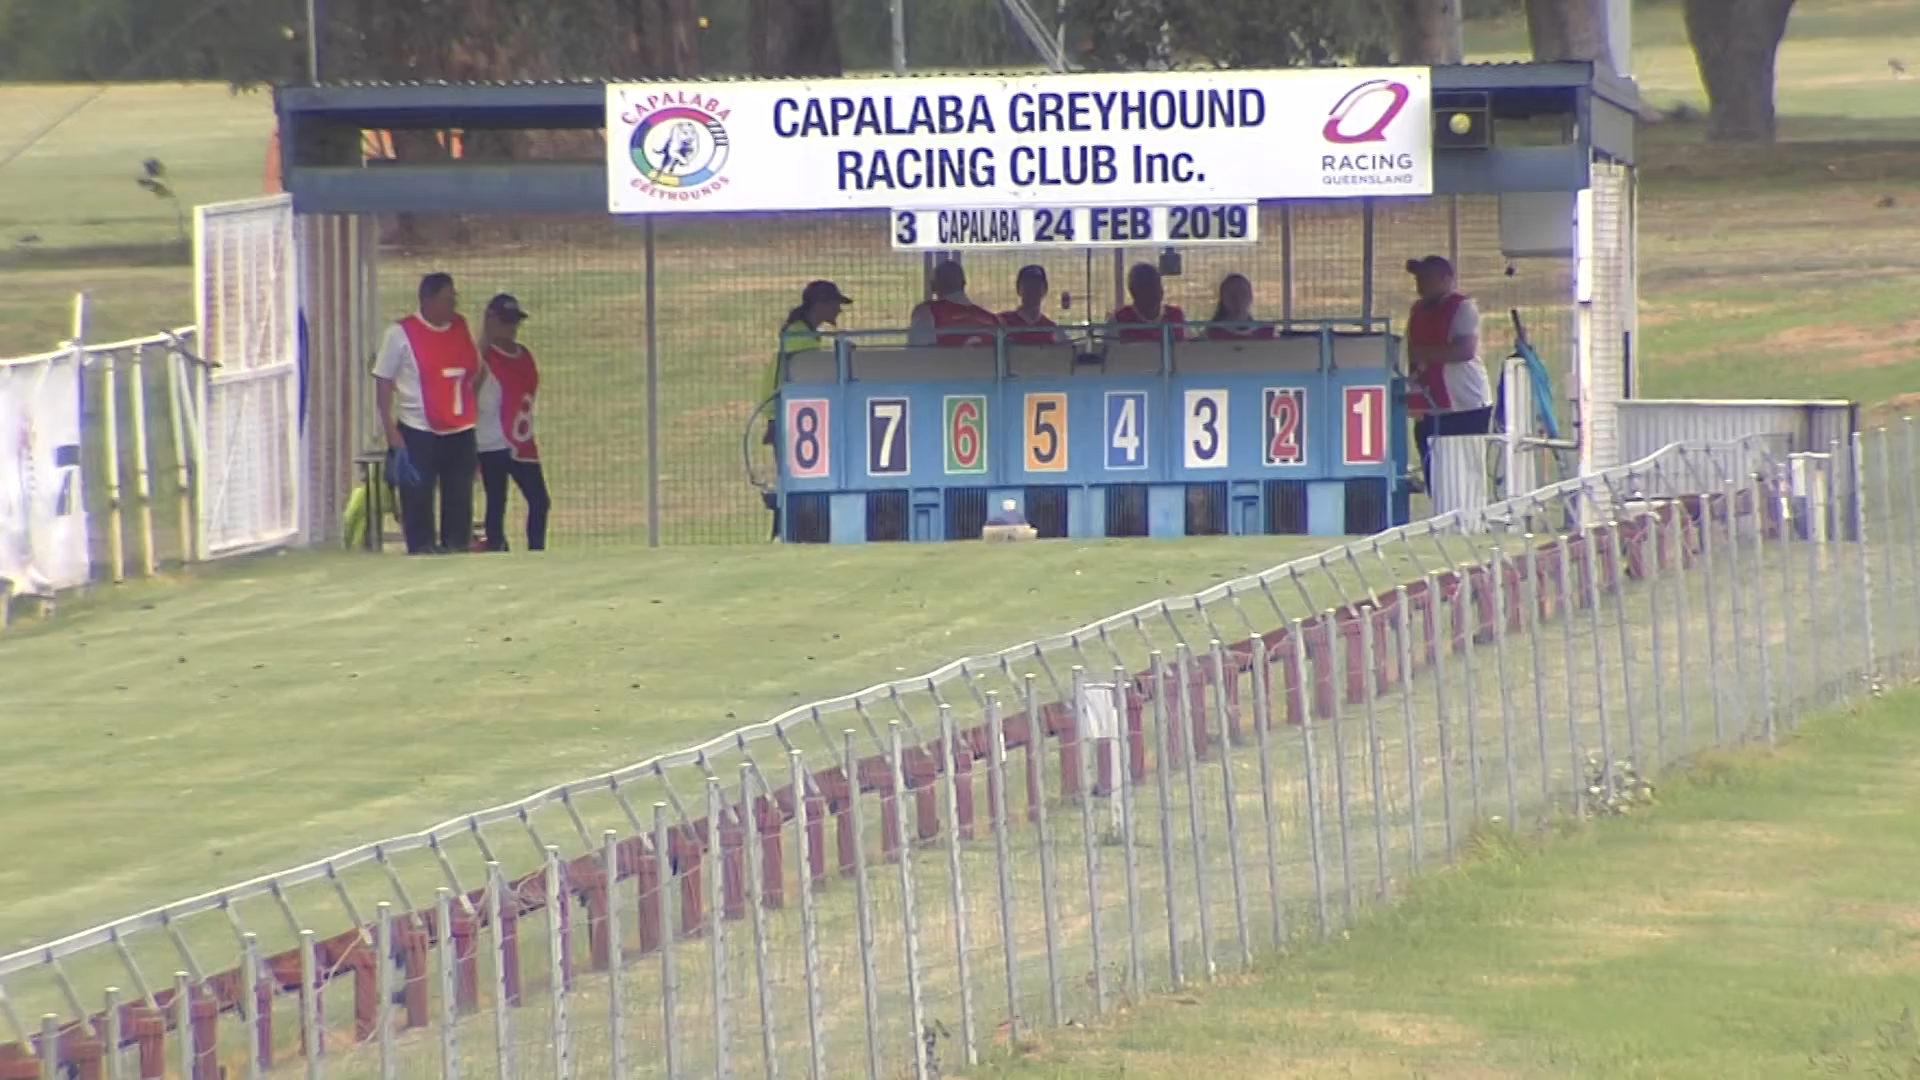 CAPALABA
GREYHOUNDS
CAPALABA GREYHOUND
RACING CLUB Inc.
RACING
QUEENSLAND
3 CAPALABA 24 FEB 2019
7
8
8 7 6 5 4 3 2 1